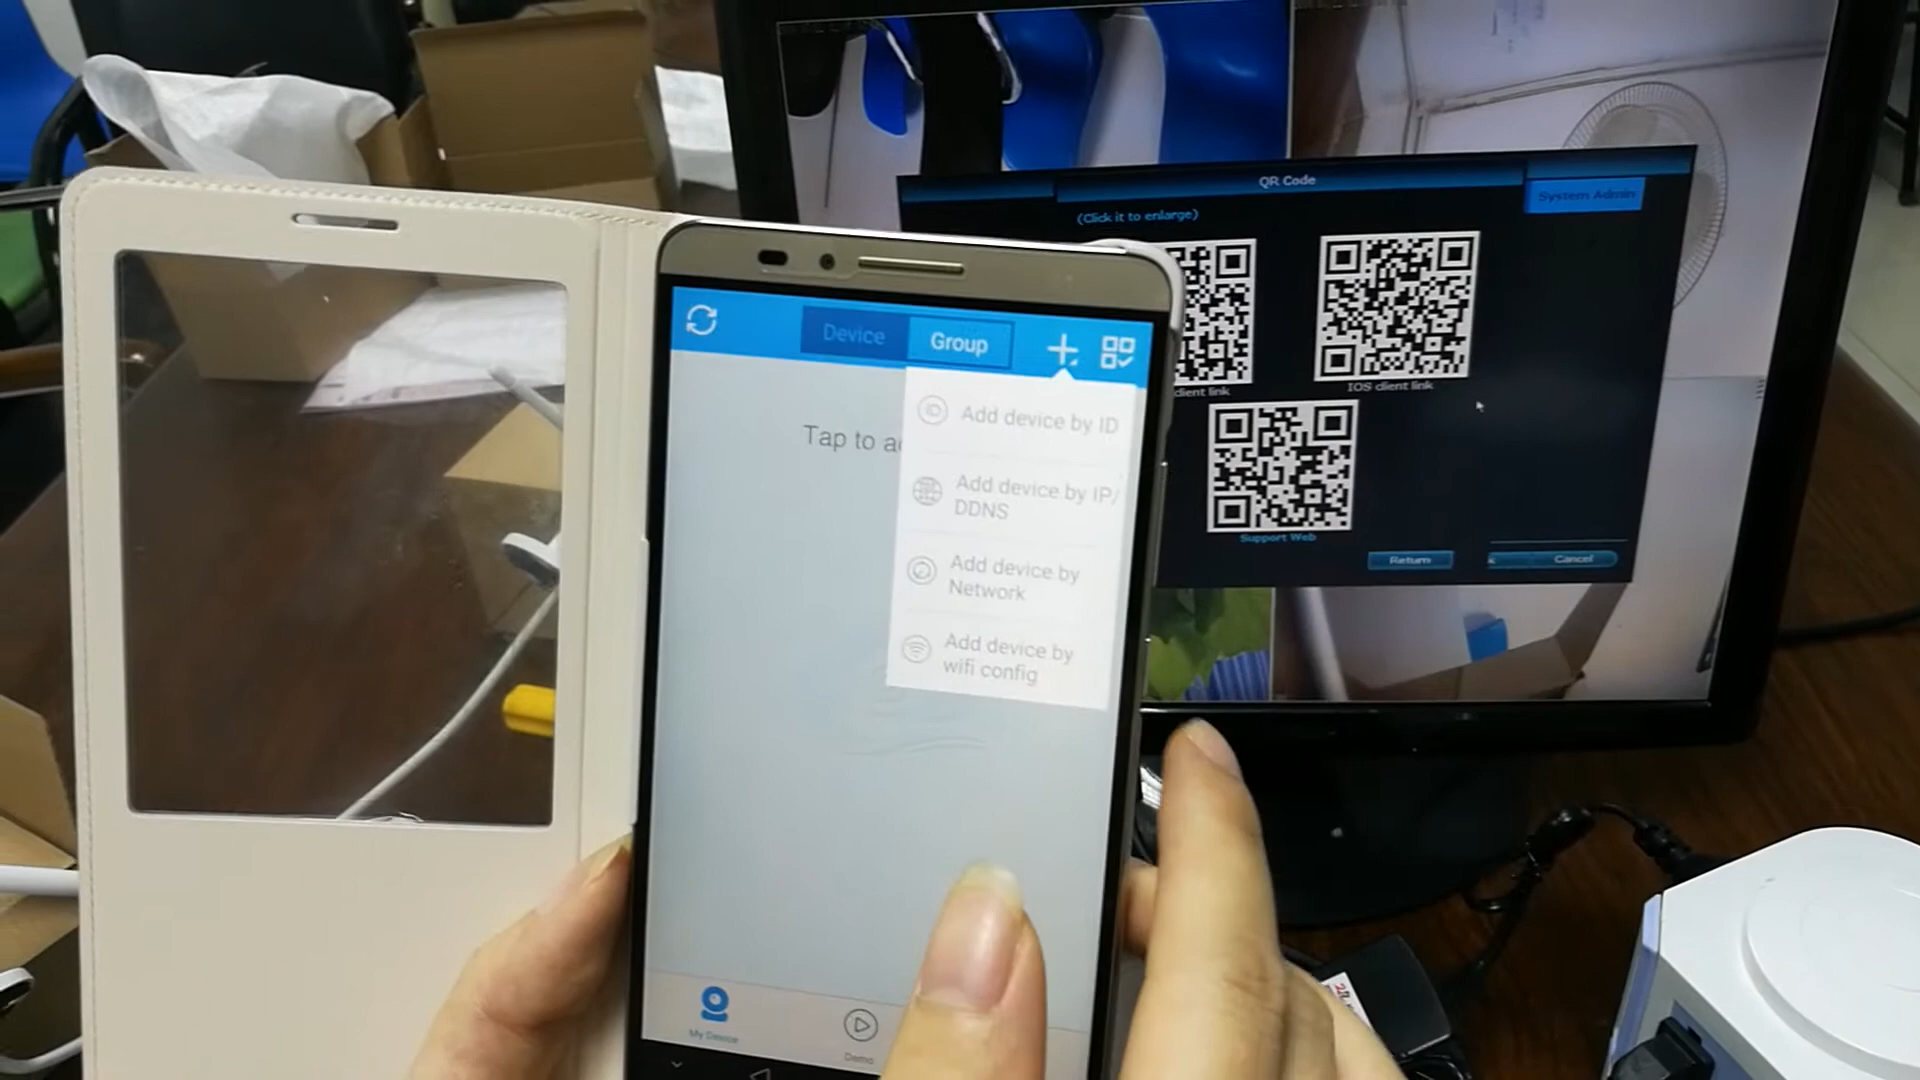 Device
Group
Tap to
Add device by ID
Add device by IP/
DDNS
Add device by
Network
Add device by
wifi config
My Device
Demo
QR Code
System Admin
(Click it to enlarge)
client link
IOS client link
Support Web
Return
Cancel